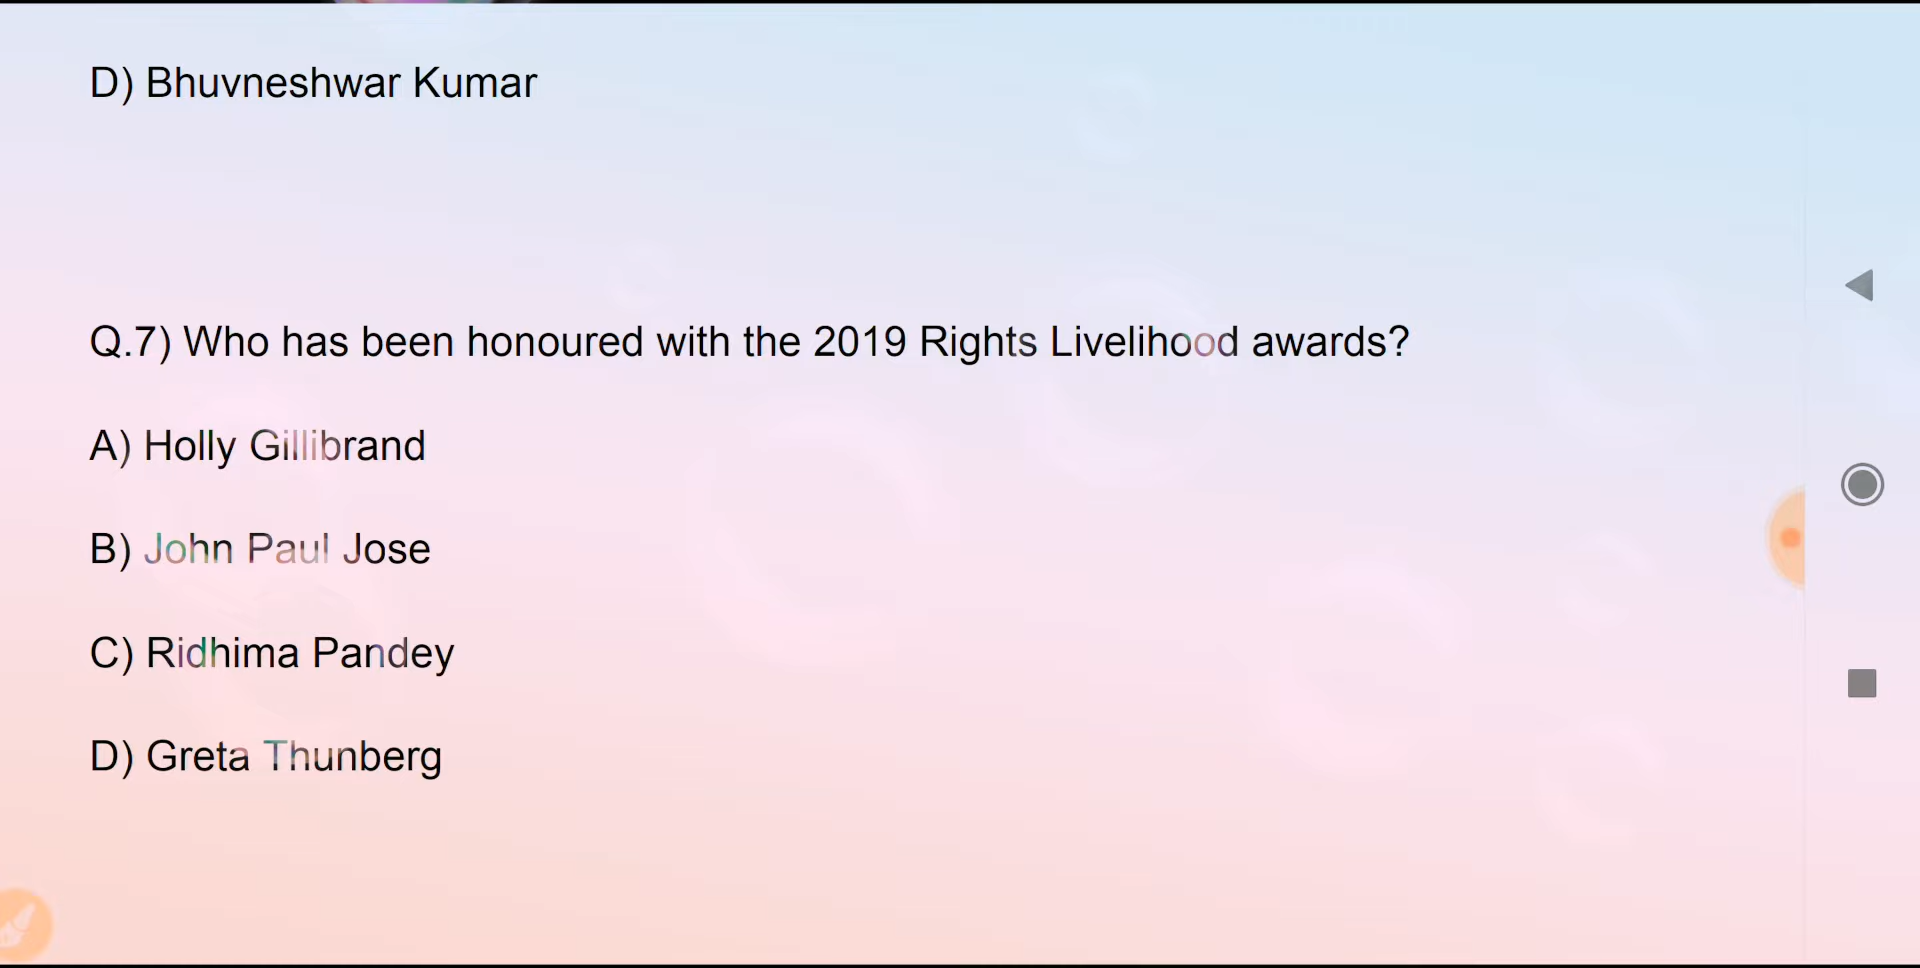 D) Bhuvneshwar Kumar
Q.7) Who has been honoured with the 2019 Rights Livelihood awards?
A) Holly Gillibrand
B) John Paul Jose
C) Ridhima Pandey
D) Greta Thunberg